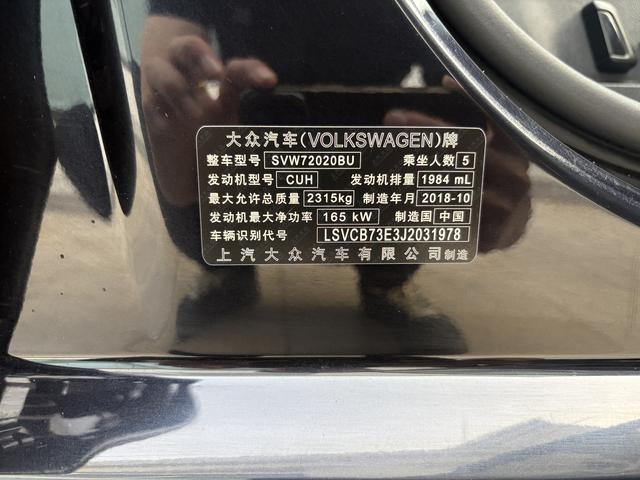 大众汽车(VOLKSWAGEN)牌
整车型号 SVW72020BU 乘坐人数 5
发动机型号 CUH 发动机排量 1984 mL
最大允许总质量 2315kg 制造年月 2018-10
发动机最大净功率 165 kW 制造国 中国
车辆识别代号 LSVCB73E3J2031978
上汽大众汽车有限公司制造